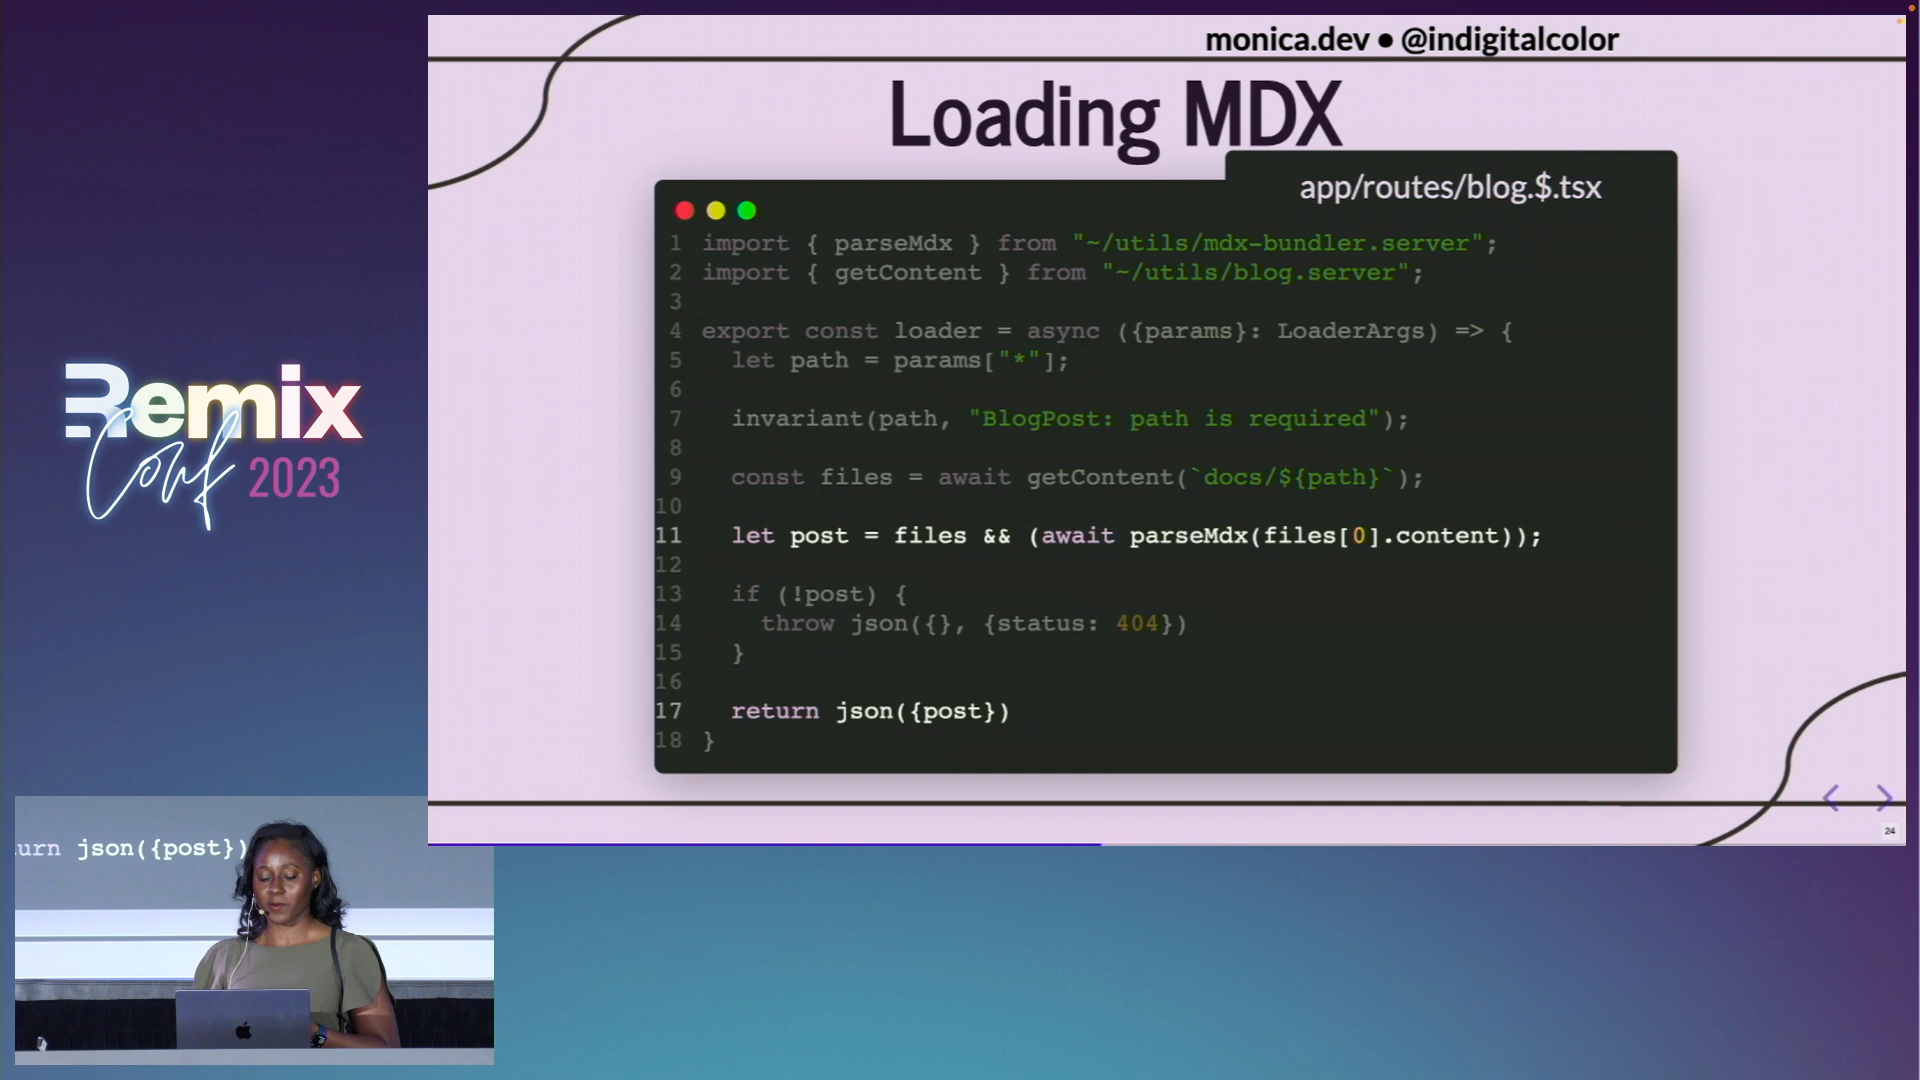 monica.dev • @indigitalcolor
Loading MDX
app/routes/blog.$.tsx
1 import { parseMdx } from "~/utils/mdx-bundler.server";
2 import { getContent } from "~/utils/blog.server";
3
4 export const loader = async ({params}: LoaderArgs) => {
5   let path = params["*"];
6
7   invariant(path, "BlogPost: path is required");
8
9   const files = await getContent(`docs/${path}`);
10
11   let post = files && (await parseMdx(files[0].content));
12
13   if (!post) {
14     throw json({}, {status: 404})
15   }
16
17   return json({post})
18 }
24
Remix
Conf 2023
urn json({post})